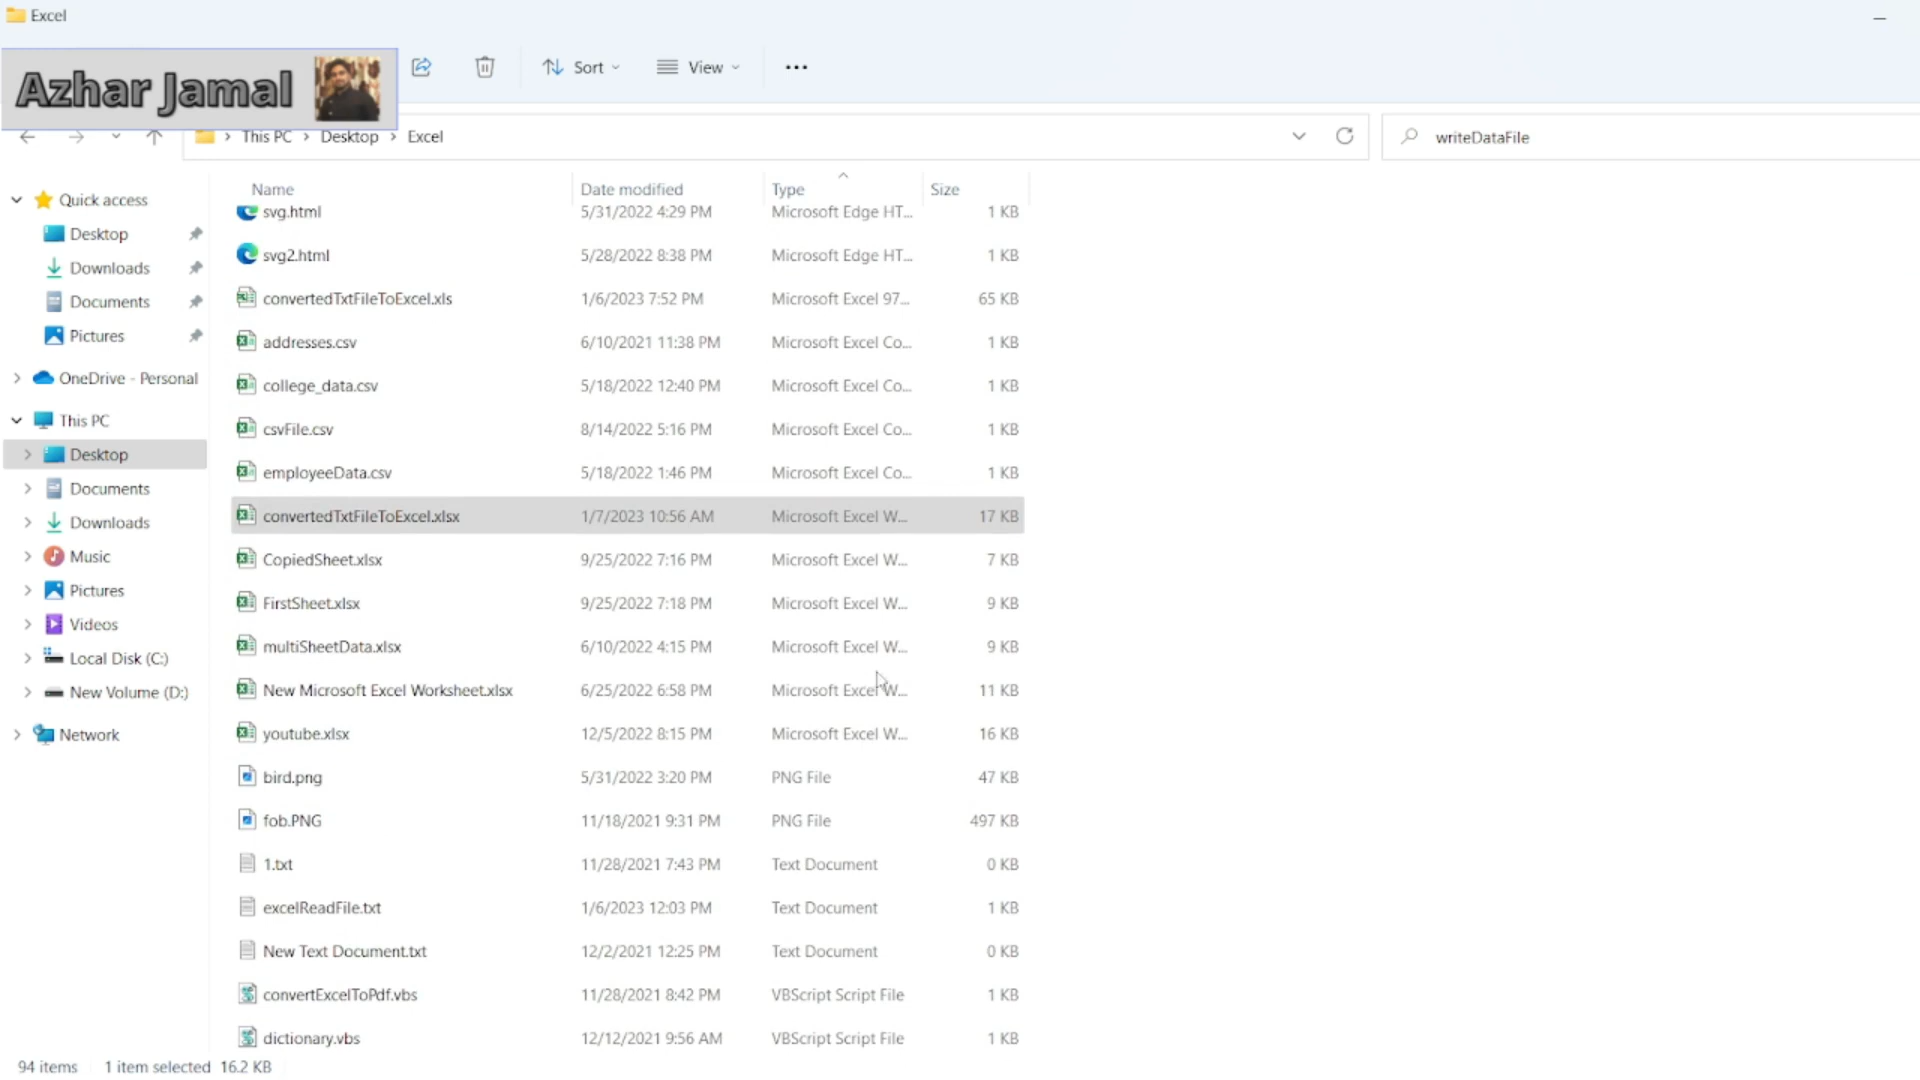 Excel
Azhar Jamal
Sort
View
This PC > Desktop > Excel
writeDataFile
Quick access
Desktop
Downloads
Documents
Pictures
OneDrive - Personal
This PC
Desktop
Documents
Downloads
Music
Pictures
Videos
Local Disk (C:)
New Volume (D:)
Network
Name Date modified Type Size
svg.html 5/31/2022 4:29 PM Microsoft Edge HT... 1 KB
svg2.html 5/28/2022 8:38 PM Microsoft Edge HT... 1 KB
convertedTxtFileToExcel.xls 1/6/2023 7:52 PM Microsoft Excel 97... 65 KB
addresses.csv 6/10/2021 11:38 PM Microsoft Excel Co... 1 KB
college_data.csv 5/18/2022 12:40 PM Microsoft Excel Co... 1 KB
csvFile.csv 8/14/2022 5:16 PM Microsoft Excel Co... 1 KB
employeeData.csv 5/18/2022 1:46 PM Microsoft Excel Co... 1 KB
convertedTxtFileToExcel.xlsx 1/7/2023 10:56 AM Microsoft Excel W... 17 KB
CopiedSheet.xlsx 9/25/2022 7:16 PM Microsoft Excel W... 7 KB
FirstSheet.xlsx 9/25/2022 7:18 PM Microsoft Excel W... 9 KB
multiSheetData.xlsx 6/10/2022 4:15 PM Microsoft Excel W... 9 KB
New Microsoft Excel Worksheet.xlsx 6/25/2022 6:58 PM Microsoft Excel W... 11 KB
youtube.xlsx 12/5/2022 8:15 PM Microsoft Excel W... 16 KB
bird.png 5/31/2022 3:20 PM PNG File 47 KB
fob.PNG 11/18/2021 9:31 PM PNG File 497 KB
1.txt 11/28/2021 7:43 PM Text Document 0 KB
excelReadFile.txt 1/6/2023 12:03 PM Text Document 1 KB
New Text Document.txt 12/2/2021 12:25 PM Text Document 0 KB
convertExcelToPdf.vbs 11/28/2021 8:42 PM VBScript Script File 1 KB
dictionary.vbs 12/12/2021 9:56 AM VBScript Script File 1 KB
94 items 1 item selected 16.2 KB